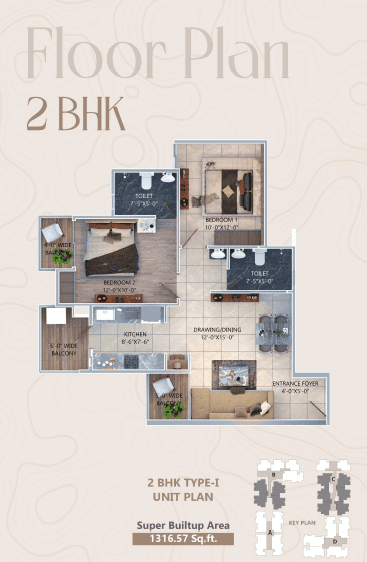 Floor Plan
2 BHK
TOILET
7'-5"X5'-0"
BEDROOM 1
10'-0"X12'-0"
4'-0" WIDE
BALCONY
BEDROOM 2
12'-0"X10'-0"
TOILET
7'-5"X5'-0"
KITCHEN
8'-6"X7'-6"
DRAWING/DINING
12'-0"X15'-0"
5'-0" WIDE
BALCONY
ENTRANCE FOYER
4'-0"X5'-0"
5'-0" WIDE
BALCONY
2 BHK TYPE-I
UNIT PLAN
Super Builtup Area
1316.57 Sq.ft.
B
C
KEY PLAN
A
D